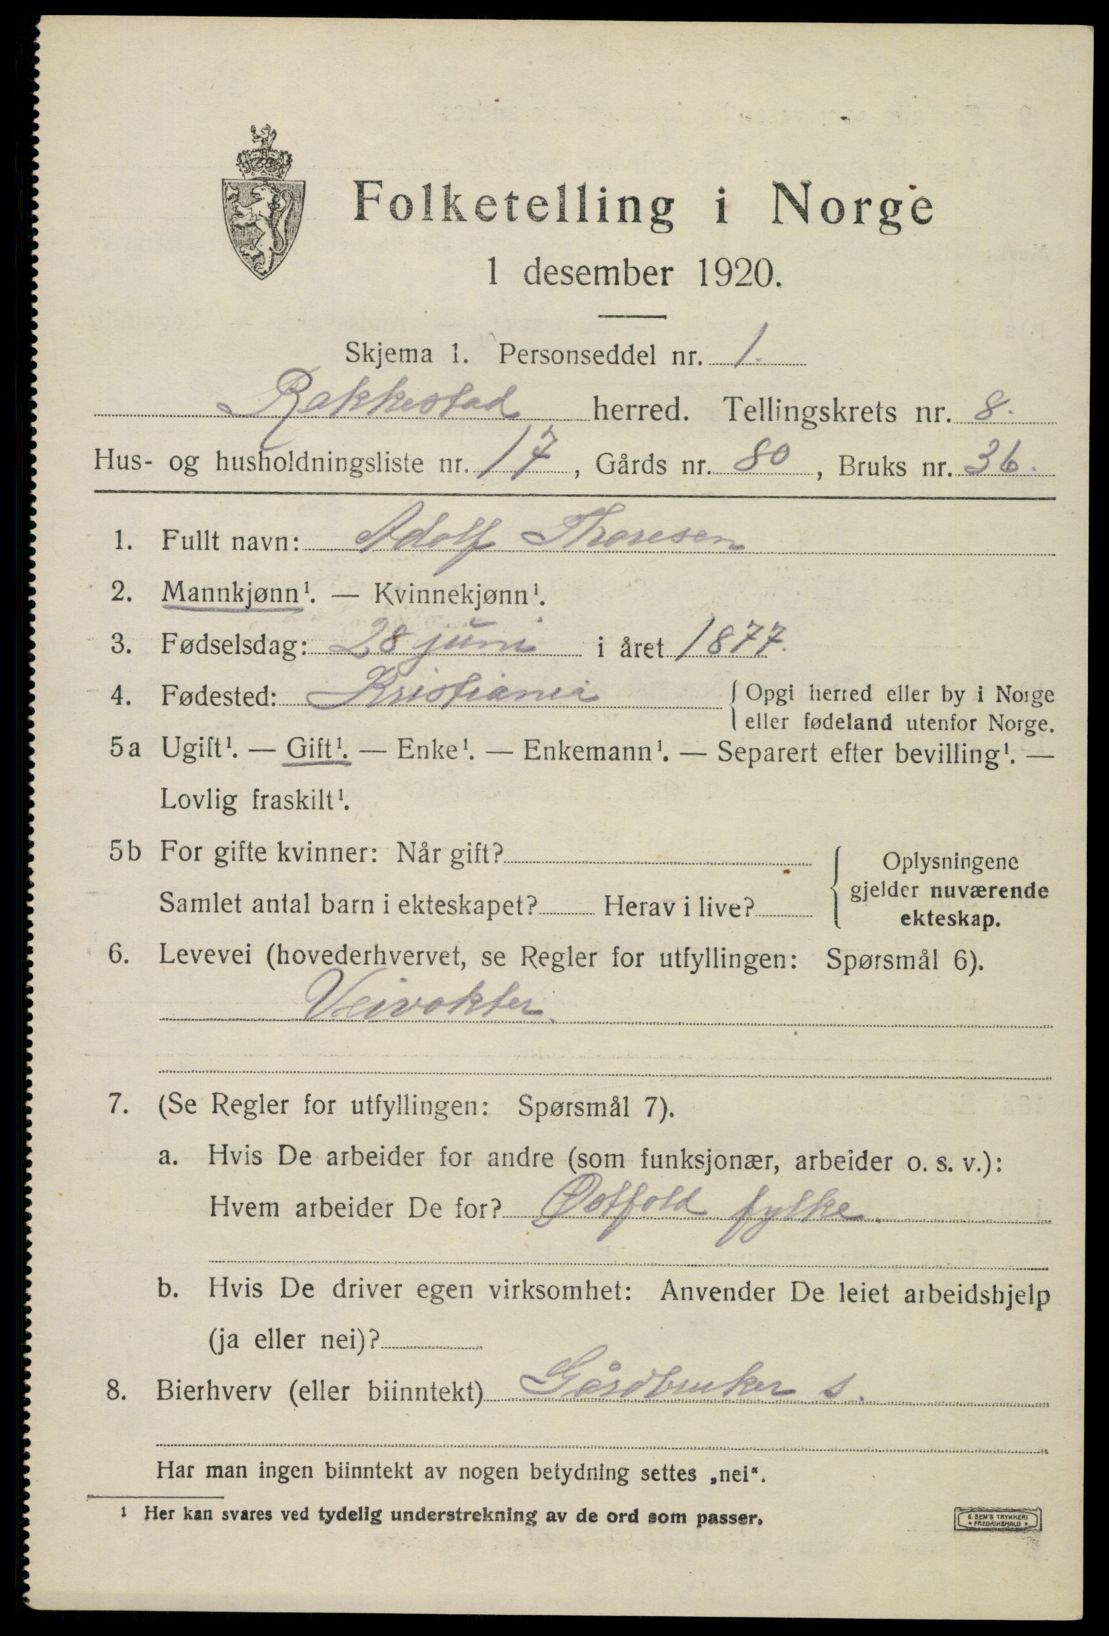 Folketelling i Norge
1 desember 1920.
Skjema 1. Personseddel nr. 1.
Rakkestad herred. Tellingskrets nr. 8.
Hus- og husholdningsliste nr. 17, Gårds nr. 80, Bruks nr. 36.
1. Fullt navn: Adolf Thoresen
2. Mannkjønn¹. — Kvinnekjønn¹.
3. Fødselsdag: 28 juni i året 1877.
4. Fødested: Kristiania { Opgi herred eller by i Norge
eller fødeland utenfor Norge.
5a Ugift¹. — Gift¹. — Enke¹. — Enkemann¹. — Separert efter bevilling¹. —
Lovlig fraskilt¹.
5b For gifte kvinner: Når gift?
Samlet antal barn i ekteskapet? Herav i live?
Oplysningene
gjelder nuværende
ekteskap.
6. Levevei (hovederhvervet, se Regler for utfyllingen: Spørsmål 6).
Veivokter.
7. (Se Regler for utfyllingen: Spørsmål 7).
a. Hvis De arbeider for andre (som funksjonær, arbeider o. s. v.):
Hvem arbeider De for? Østfold fylke.
b. Hvis De driver egen virksomhet: Anvender De leiet arbeidshjelp
(ja eller nei)?
8. Bierhverv (eller biinntekt) Gårdbruker s.
Har man ingen biinntekt av nogen betydning settes „nei".
¹ Her kan svares ved tydelig understrekning av de ord som passer.
E. SEM'S TRYKKERI
FREDRIKSHALD